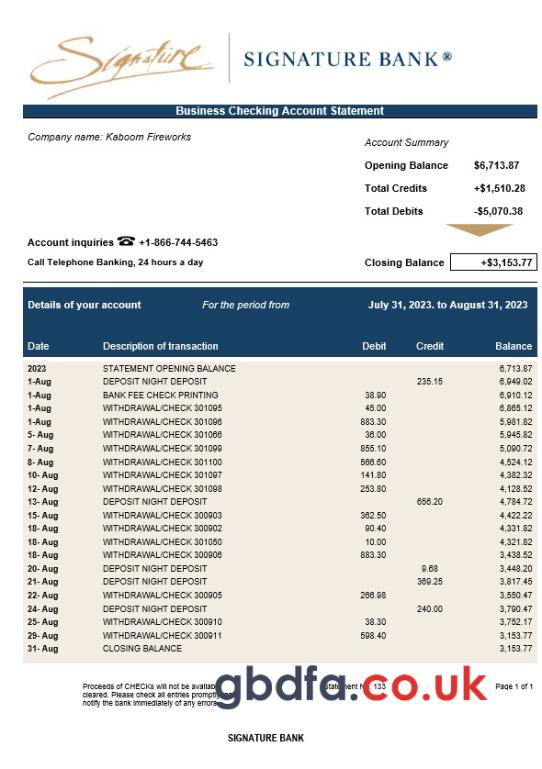 Signature
SIGNATURE BANK®
Business Checking Account Statement
Company name: Kaboom Fireworks
Account Summary
Opening Balance $6,713.87
Total Credits +$1,510.28
Total Debits -$5,070.38
Account inquiries ☎ +1-866-744-5463
Call Telephone Banking, 24 hours a day
Closing Balance +$3,153.77
Details of your account For the period from July 31, 2023. to August 31, 2023
Date Description of transaction Debit Credit Balance
2023 STATEMENT OPENING BALANCE 6,713.87
1-Aug DEPOSIT NIGHT DEPOSIT 235.15 6,949.02
1-Aug BANK FEE CHECK PRINTING 38.90 6,910.12
1-Aug WITHDRAWAL/CHECK 301095 45.00 6,865.12
1-Aug WITHDRAWAL/CHECK 301096 883.30 5,981.82
5- Aug WITHDRAWAL/CHECK 301066 36.00 5,945.82
7- Aug WITHDRAWAL/CHECK 301099 855.10 5,090.72
8- Aug WITHDRAWAL/CHECK 301100 566.60 4,524.12
10- Aug WITHDRAWAL/CHECK 301097 141.80 4,382.32
12- Aug WITHDRAWAL/CHECK 301098 253.80 4,128.52
13- Aug DEPOSIT NIGHT DEPOSIT 656.20 4,784.72
15- Aug WITHDRAWAL/CHECK 300903 362.50 4,422.22
18- Aug WITHDRAWAL/CHECK 300902 90.40 4,331.82
18- Aug WITHDRAWAL/CHECK 301050 10.00 4,321.82
18- Aug WITHDRAWAL/CHECK 300906 883.30 3,438.52
20- Aug DEPOSIT NIGHT DEPOSIT 9.68 3,448.20
21- Aug DEPOSIT NIGHT DEPOSIT 369.25 3,817.45
22- Aug WITHDRAWAL/CHECK 300905 266.98 3,550.47
24- Aug DEPOSIT NIGHT DEPOSIT 240.00 3,790.47
25- Aug WITHDRAWAL/CHECK 300910 38.30 3,752.17
29- Aug WITHDRAWAL/CHECK 300911 598.40 3,153.77
31- Aug CLOSING BALANCE 3,153.77
Proceeds of CHECKs will not be available
cleared. Please check all entries promptly
notify the bank immediately of any errors
Statement 133
Page 1 of 1
gbdfa.co.uk
SIGNATURE BANK